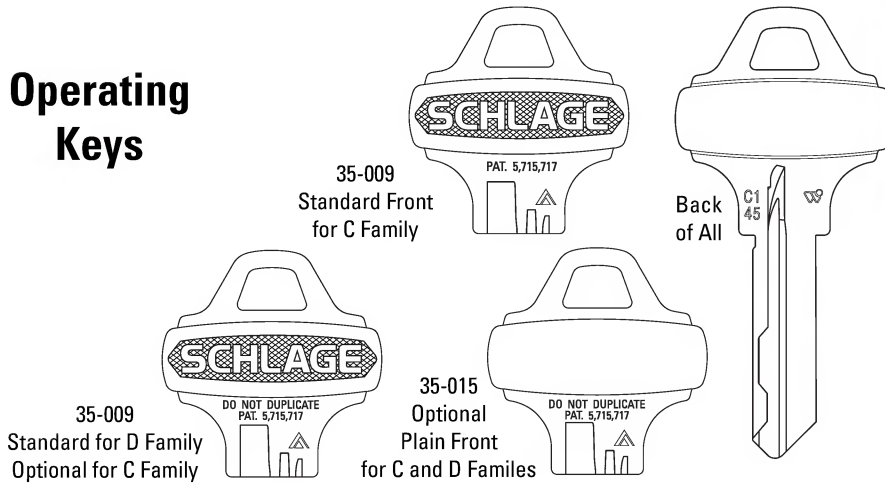 Operating
Keys
SCHLAGE
PAT. 5,715,717
35-009
Standard Front
for C Family
Back
of All
C1
45
SCHLAGE
DO NOT DUPLICATE
PAT. 5,715,717
35-009
Standard for D Family
Optional for C Family
DO NOT DUPLICATE
PAT. 5,715,717
35-015
Optional
Plain Front
for C and D Familes